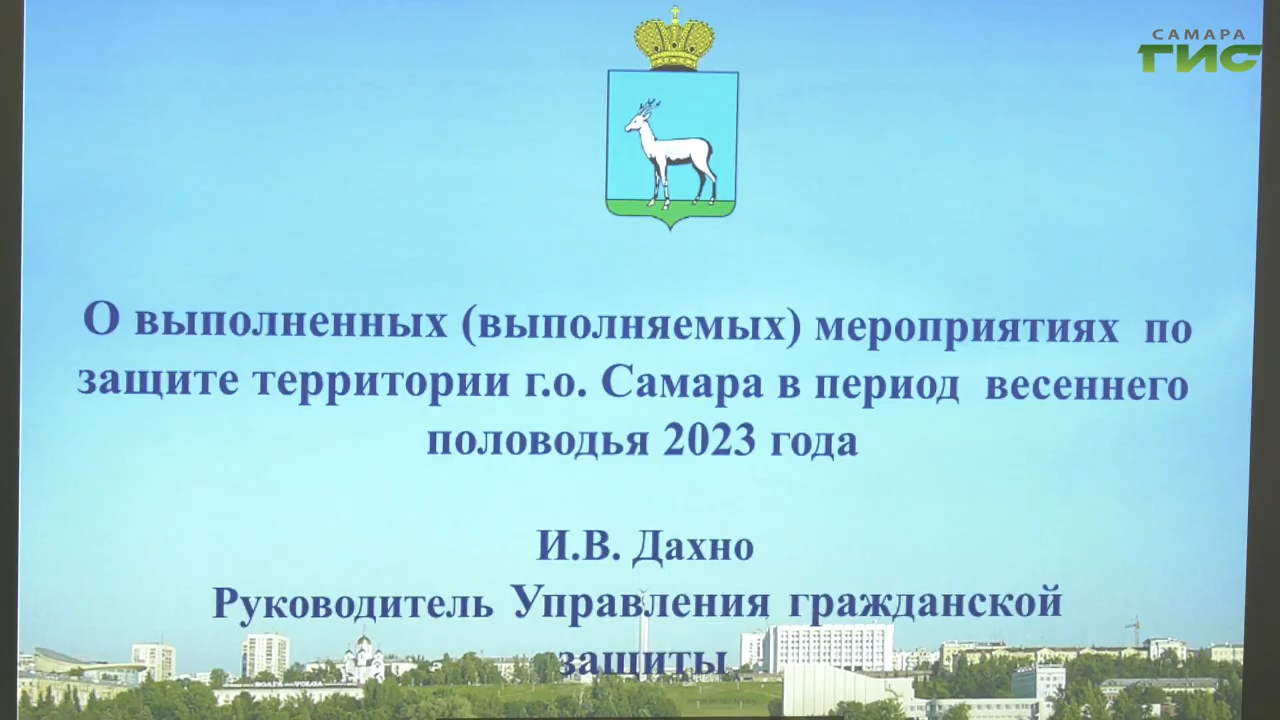 САМАРА
ГИС
О выполненных (выполняемых) мероприятиях по
защите территории г.о. Самара в период весеннего
половодья 2023 года
И.В. Дахно
Руководитель Управления гражданской
защиты